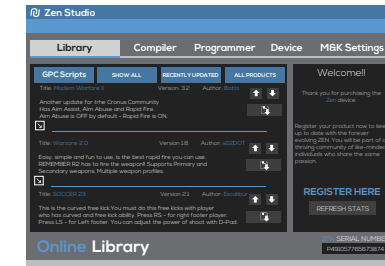 Zen Studio
Library Compiler Programmer Device M&K Settings
GPC Scripts SHOW ALL RECENTLY UPDATED ALL PRODUCTS
Title: Modern Warfare II Version: 3.2 Author: Batts
Another update for trhe Cronus Community
Has Aim Assist, Aim Abuse and Rapid Fire
Aim Abuse is OFF by default - Rapid Fire is ON.
Title: Warzone 2.0 Version 1.8 Author:
Easy, simple and fun to use, is the best rapid fire you can use.
REMEMBER R2 has to fire the weapon!! Supports Primary and
Secondary weapons. Multiple weapon profiles.
Title: SOCCER 23 Version 2.1 Author: Excalibur
This is the curved free kick.You must do this free kicks with player
who has curved and free kick ability. Press RS - for right footer player:
Press LS - for Left footer. You can adjust the power of shoot with D-Pad.
Online Library
Welcome!!
Thank you for purchasing the
Zen device.
Register your product now to keep
up to date with the forever
evolving ZEN. You will be part of a
thriving community of like-minded
individuals who share the same
passion.
REGISTER HERE
REFRESH STATS
ZEN SERIAL NUMBE